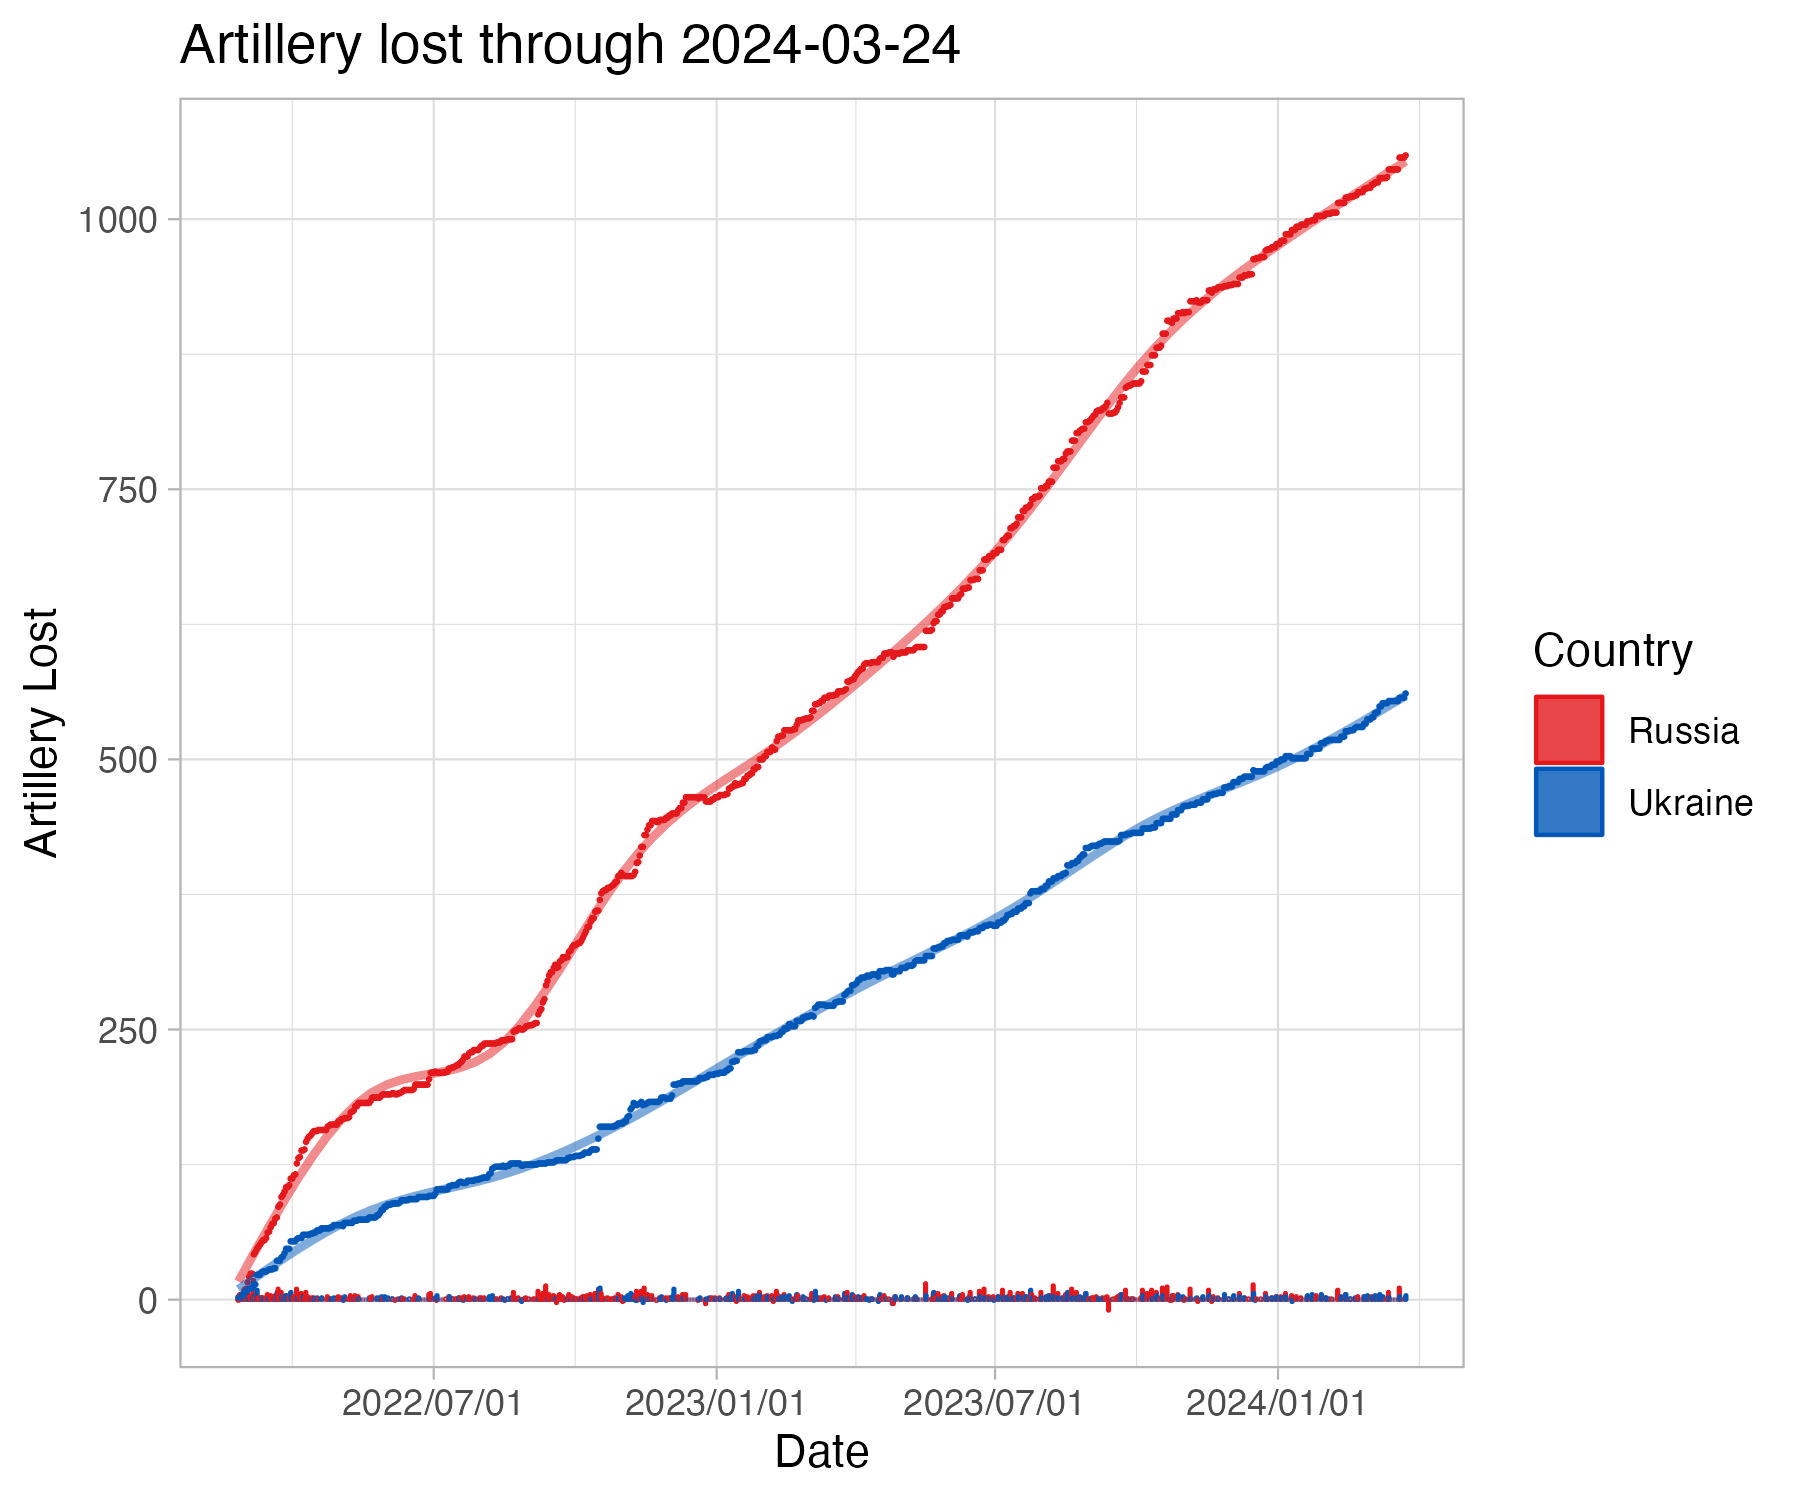 Artillery lost through 2024-03-24
Artillery Lost
1000
750
500
250
0
2022/07/01
2023/01/01
2023/07/01
2024/01/01
Date
Country
Russia
Ukraine